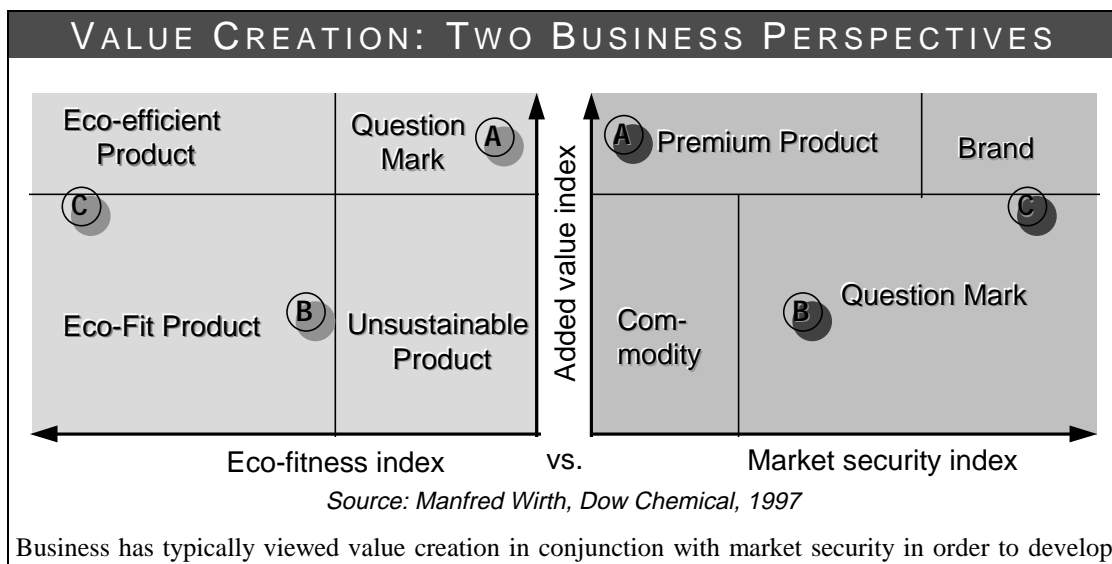 VALUE CREATION: TWO BUSINESS PERSPECTIVES
Eco-efficient
Product
Question
Mark
A
C
B
Eco-Fit Product
Unsustainable
Product
Added value index
A
Premium Product
Brand
C
Question Mark
B
Com-
modity
Eco-fitness index
vs.
Market security index
Source: Manfred Wirth, Dow Chemical, 1997
Business has typically viewed value creation in conjunction with market security in order to develop